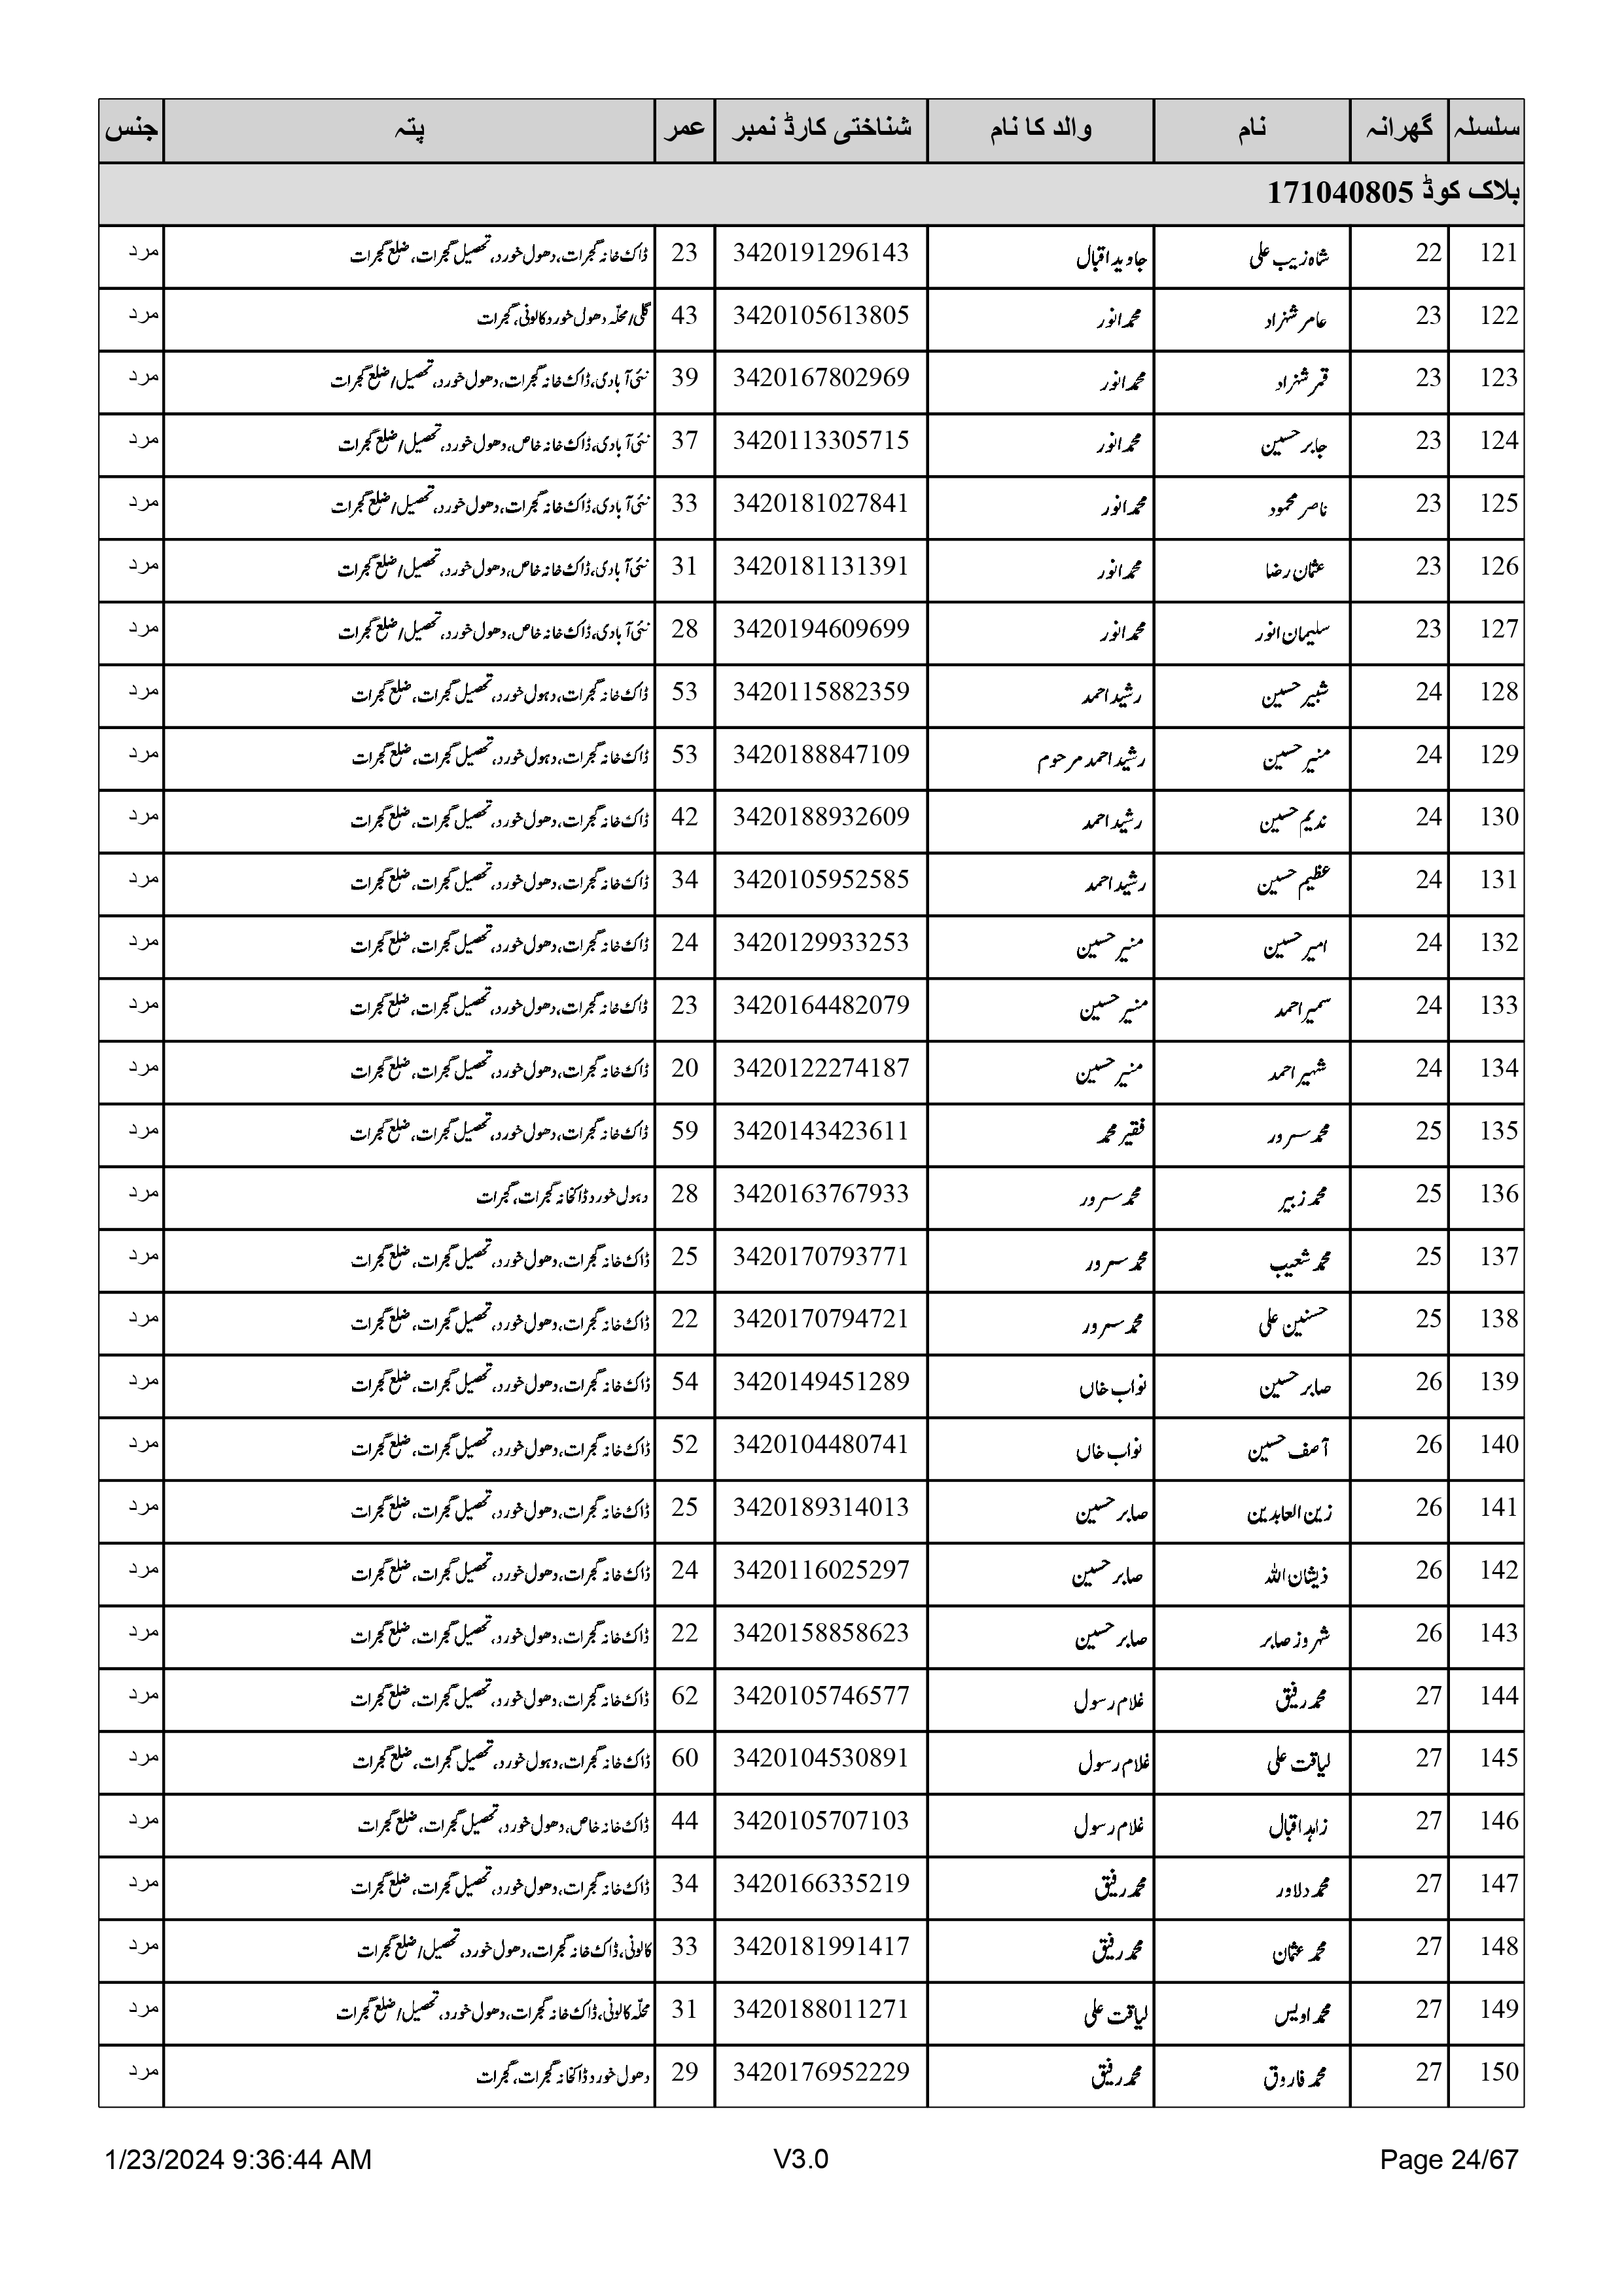 سلسلہ گھرانہ نام والد کا نام شناختی کارڈ نمبر عمر پتہ جنس
بلاک کوڈ 171040805
121 22 شاہ زیب علی جاوید اقبال 3420191296143 23 ڈاک خانہ گجرات، دھول خورد، تحصیل گجرات، ضلع گجرات مرد
122 23 عامر شہزاد محمد انور 3420105613805 43 گلی/محلہ دھول خورد کالونی، گجرات مرد
123 23 قمر شہزاد محمد انور 3420167802969 39 نئی آبادی، ڈاک خانہ گجرات، دھول خورد، تحصیل/ضلع گجرات مرد
124 23 جابر حسین محمد انور 3420113305715 37 نئی آبادی، ڈاک خانہ خاص، دھول خورد، تحصیل/ضلع گجرات مرد
125 23 ناصر محمود محمد انور 3420181027841 33 نئی آبادی، ڈاک خانہ گجرات، دھول خورد، تحصیل/ضلع گجرات مرد
126 23 عثمان رضا محمد انور 3420181131391 31 نئی آبادی، ڈاک خانہ خاص، دھول خورد، تحصیل/ضلع گجرات مرد
127 23 سلیمان انور محمد انور 3420194609699 28 نئی آبادی، ڈاک خانہ خاص، دھول خورد، تحصیل/ضلع گجرات مرد
128 24 شبیر حسین رشید احمد 3420115882359 53 ڈاک خانہ گجرات، دہول خورد، تحصیل گجرات، ضلع گجرات مرد
129 24 منیر حسین رشید احمد مرحوم 3420188847109 53 ڈاک خانہ گجرات، دہول خورد، تحصیل گجرات، ضلع گجرات مرد
130 24 ندیم حسین رشید احمد 3420188932609 42 ڈاک خانہ گجرات، دھول خورد، تحصیل گجرات، ضلع گجرات مرد
131 24 عظیم حسین رشید احمد 3420105952585 34 ڈاک خانہ گجرات، دھول خورد، تحصیل گجرات، ضلع گجرات مرد
132 24 امیر حسین منیر حسین 3420129933253 24 ڈاک خانہ گجرات، دھول خورد، تحصیل گجرات، ضلع گجرات مرد
133 24 سمیر احمد منیر حسین 3420164482079 23 ڈاک خانہ گجرات، دھول خورد، تحصیل گجرات، ضلع گجرات مرد
134 24 شہیر احمد منیر حسین 3420122274187 20 ڈاک خانہ گجرات، دھول خورد، تحصیل گجرات، ضلع گجرات مرد
135 25 محمد سرور فقیر محمد 3420143423611 59 ڈاک خانہ گجرات، دھول خورد، تحصیل گجرات، ضلع گجرات مرد
136 25 محمد زبیر محمد سرور 3420163767933 28 دہول خورد ڈاکخانہ گجرات، گجرات مرد
137 25 محمد شعیب محمد سرور 3420170793771 25 ڈاک خانہ گجرات، دھول خورد، تحصیل گجرات، ضلع گجرات مرد
138 25 حسنین علی محمد سرور 3420170794721 22 ڈاک خانہ گجرات، دھول خورد، تحصیل گجرات، ضلع گجرات مرد
139 26 صابر حسین نواب خاں 3420149451289 54 ڈاک خانہ گجرات، دھول خورد، تحصیل گجرات، ضلع گجرات مرد
140 26 آصف حسین نواب خاں 3420104480741 52 ڈاک خانہ گجرات، دھول خورد، تحصیل گجرات، ضلع گجرات مرد
141 26 زین العابدین صابر حسین 3420189314013 25 ڈاک خانہ گجرات، دھول خورد، تحصیل گجرات، ضلع گجرات مرد
142 26 ذیشان اللہ صابر حسین 3420116025297 24 ڈاک خانہ گجرات، دھول خورد، تحصیل گجرات، ضلع گجرات مرد
143 26 شہروز صابر صابر حسین 3420158858623 22 ڈاک خانہ گجرات، دھول خورد، تحصیل گجرات، ضلع گجرات مرد
144 27 محمد رفیق غلام رسول 3420105746577 62 ڈاک خانہ گجرات، دھول خورد، تحصیل گجرات، ضلع گجرات مرد
145 27 لیاقت علی غلام رسول 3420104530891 60 ڈاک خانہ گجرات، دہول خورد، تحصیل گجرات، ضلع گجرات مرد
146 27 زاہد اقبال غلام رسول 3420105707103 44 ڈاک خانہ خاص، دھول خورد، تحصیل گجرات، ضلع گجرات مرد
147 27 محمد دلاور محمد رفیق 3420166335219 34 ڈاک خانہ گجرات، دھول خورد، تحصیل گجرات، ضلع گجرات مرد
148 27 محمد عثمان محمد رفیق 3420181991417 33 کالونی، ڈاک خانہ گجرات، دھول خورد، تحصیل/ضلع گجرات مرد
149 27 محمد اویس لیاقت علی 3420188011271 31 محلہ کالونی، ڈاک خانہ گجرات، دھول خورد، تحصیل/ضلع گجرات مرد
150 27 محمد فاروق محمد رفیق 3420176952229 29 دھول خورد ڈاکخانہ گجرات، گجرات مرد
1/23/2024 9:36:44 AM V3.0 Page 24/67